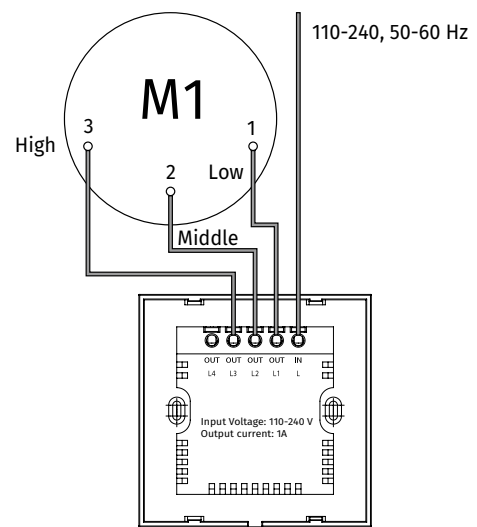 110-240, 50-60 Hz
M1
3
1
High
2
Low
Middle
OUT OUT OUT OUT IN
L4 L3 L2 L1 L
Input Voltage: 110-240 V
Output current: 1A